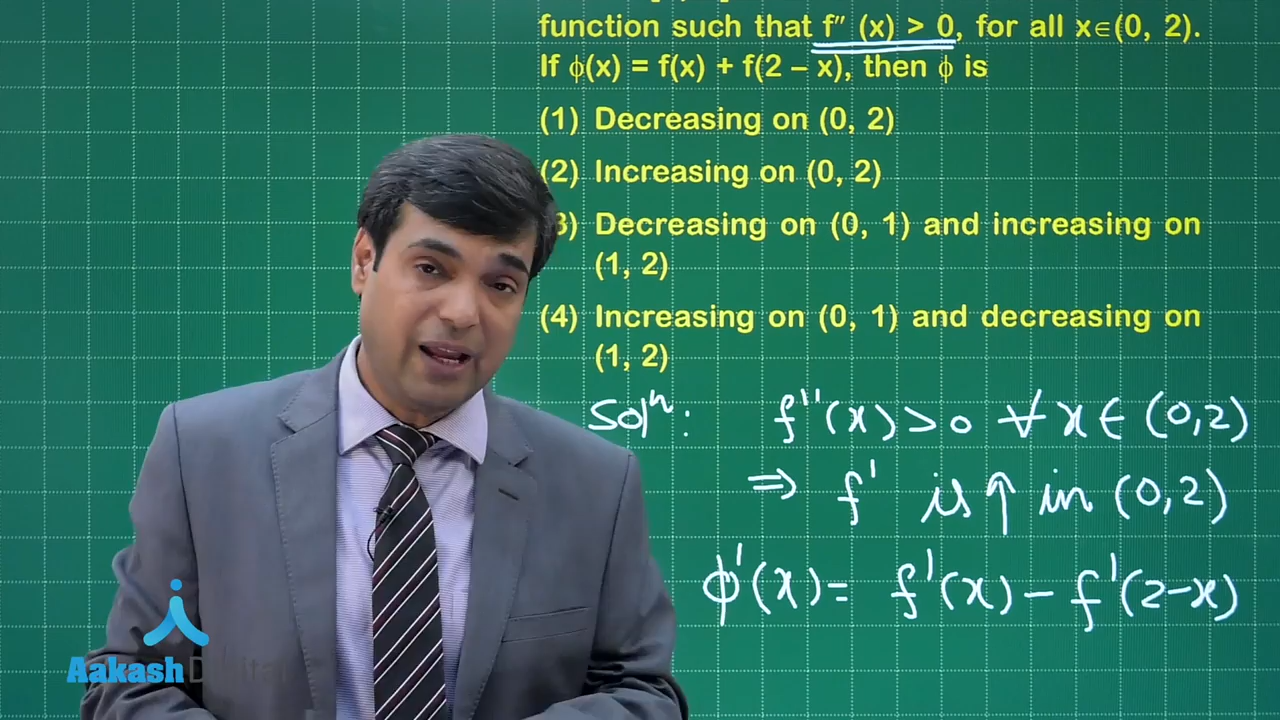 function such that f″ (x) > 0, for all x∈(0, 2).
If ϕ(x) = f(x) + f(2 – x), then ϕ is
(1) Decreasing on (0, 2)
(2) Increasing on (0, 2)
3) Decreasing on (0, 1) and increasing on
(1, 2)
(4) Increasing on (0, 1) and decreasing on
(1, 2)
Solⁿ: f''(x) > 0 ∀ x ∈ (0,2)
⇒ f' is ↑ in (0,2)
ϕ'(x) = f'(x) – f'(2–x)
Aakash